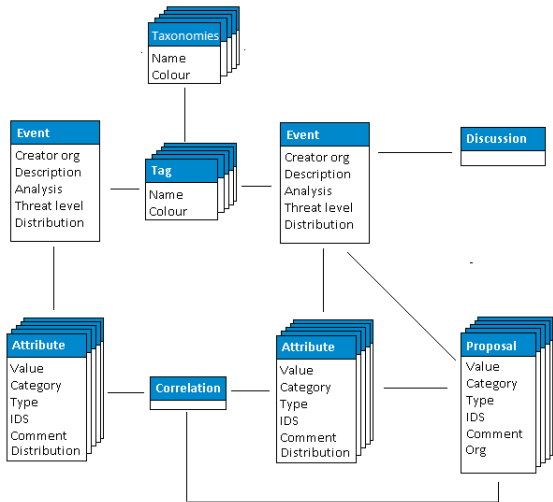 Taxonomies
Name
Colour
Event
Creator org
Description
Analysis
Threat level
Distribution
Tag
Name
Colour
Event
Creator org
Description
Analysis
Threat level
Distribution
Discussion
Attribute
Value
Category
Type
IDS
Comment
Distribution
Correlation
Attribute
Value
Category
Type
IDS
Comment
Distribution
Proposal
Value
Category
Type
IDS
Comment
Org